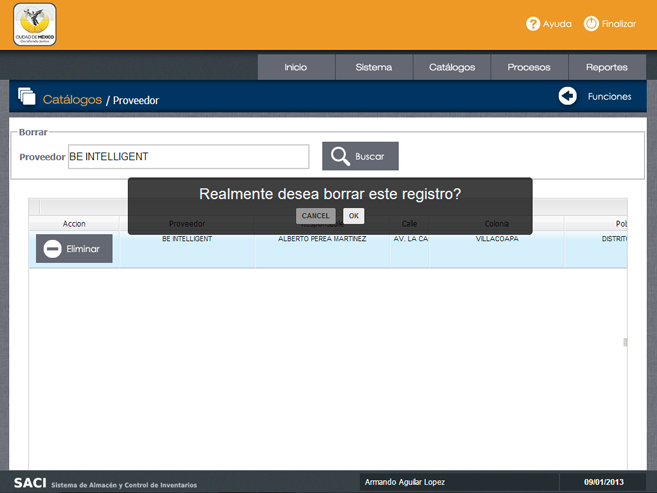 CIUDAD DE MÉXICO
Ayuda
Finalizar
Inicio
Sistema
Catálogos
Procesos
Reportes
Catálogos / Proveedor
Funciones
Borrar
Proveedor BE INTELLIGENT
Buscar
Realmente desea borrar este registro?
CANCEL OK
Accion Proveedor Responsable Calle Colonia Pol
Eliminar BE INTELLIGENT ALBERTO PEREA MARTINEZ AV. LA CA VILLACOAPA DISTRIT
SACI Sistema de Almacén y Control de Inventarios
Armando Aguilar Lopez
09/01/2013